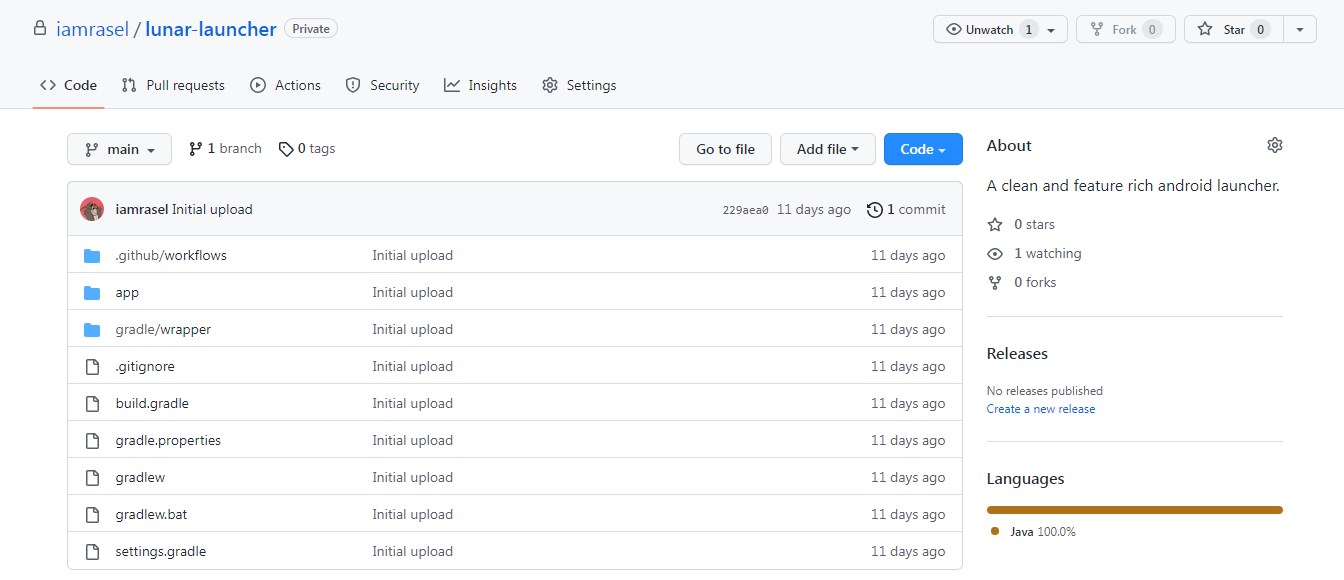 iamrasel / lunar-launcher Private Unwatch 1 Fork 0 Star 0
Code Pull requests Actions Security Insights Settings
main 1 branch 0 tags Go to file Add file Code
iamrasel Initial upload 229aea0 11 days ago 1 commit
.github/workflows Initial upload 11 days ago
app Initial upload 11 days ago
gradle/wrapper Initial upload 11 days ago
.gitignore Initial upload 11 days ago
build.gradle Initial upload 11 days ago
gradle.properties Initial upload 11 days ago
gradlew Initial upload 11 days ago
gradlew.bat Initial upload 11 days ago
settings.gradle Initial upload 11 days ago
About
A clean and feature rich android launcher.
0 stars
1 watching
0 forks
Releases
No releases published
Create a new release
Languages
Java 100.0%